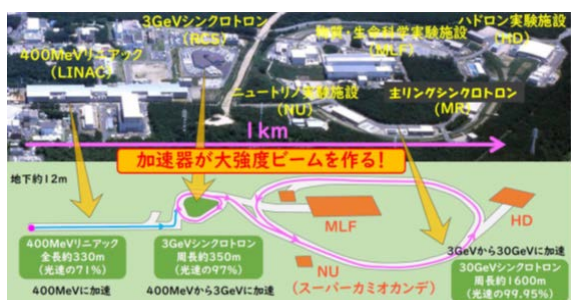 3GeVシンクロトロン
(RCS)
物質・生命科学実験施設
(MLF)
ハドロン実験施設
(HD)
400MeVリニアック
(LINAC)
ニュートリノ実験施設
(NU)
主リングシンクロトロン
(MR)
1km
加速器が大強度ビームを作る!
地下約12m
MLF
HD
NU
(スーパーカミオカンデ)
400MeVリニアック
全長約330m
(光速の71%)
400MeVに加速
3GeVシンクロトロン
周長約350m
(光速の97%)
400MeVから3GeVに加速
3GeVから30GeVに加速
30GeVシンクロトロン
周長約1600m
(光速の99.95%)